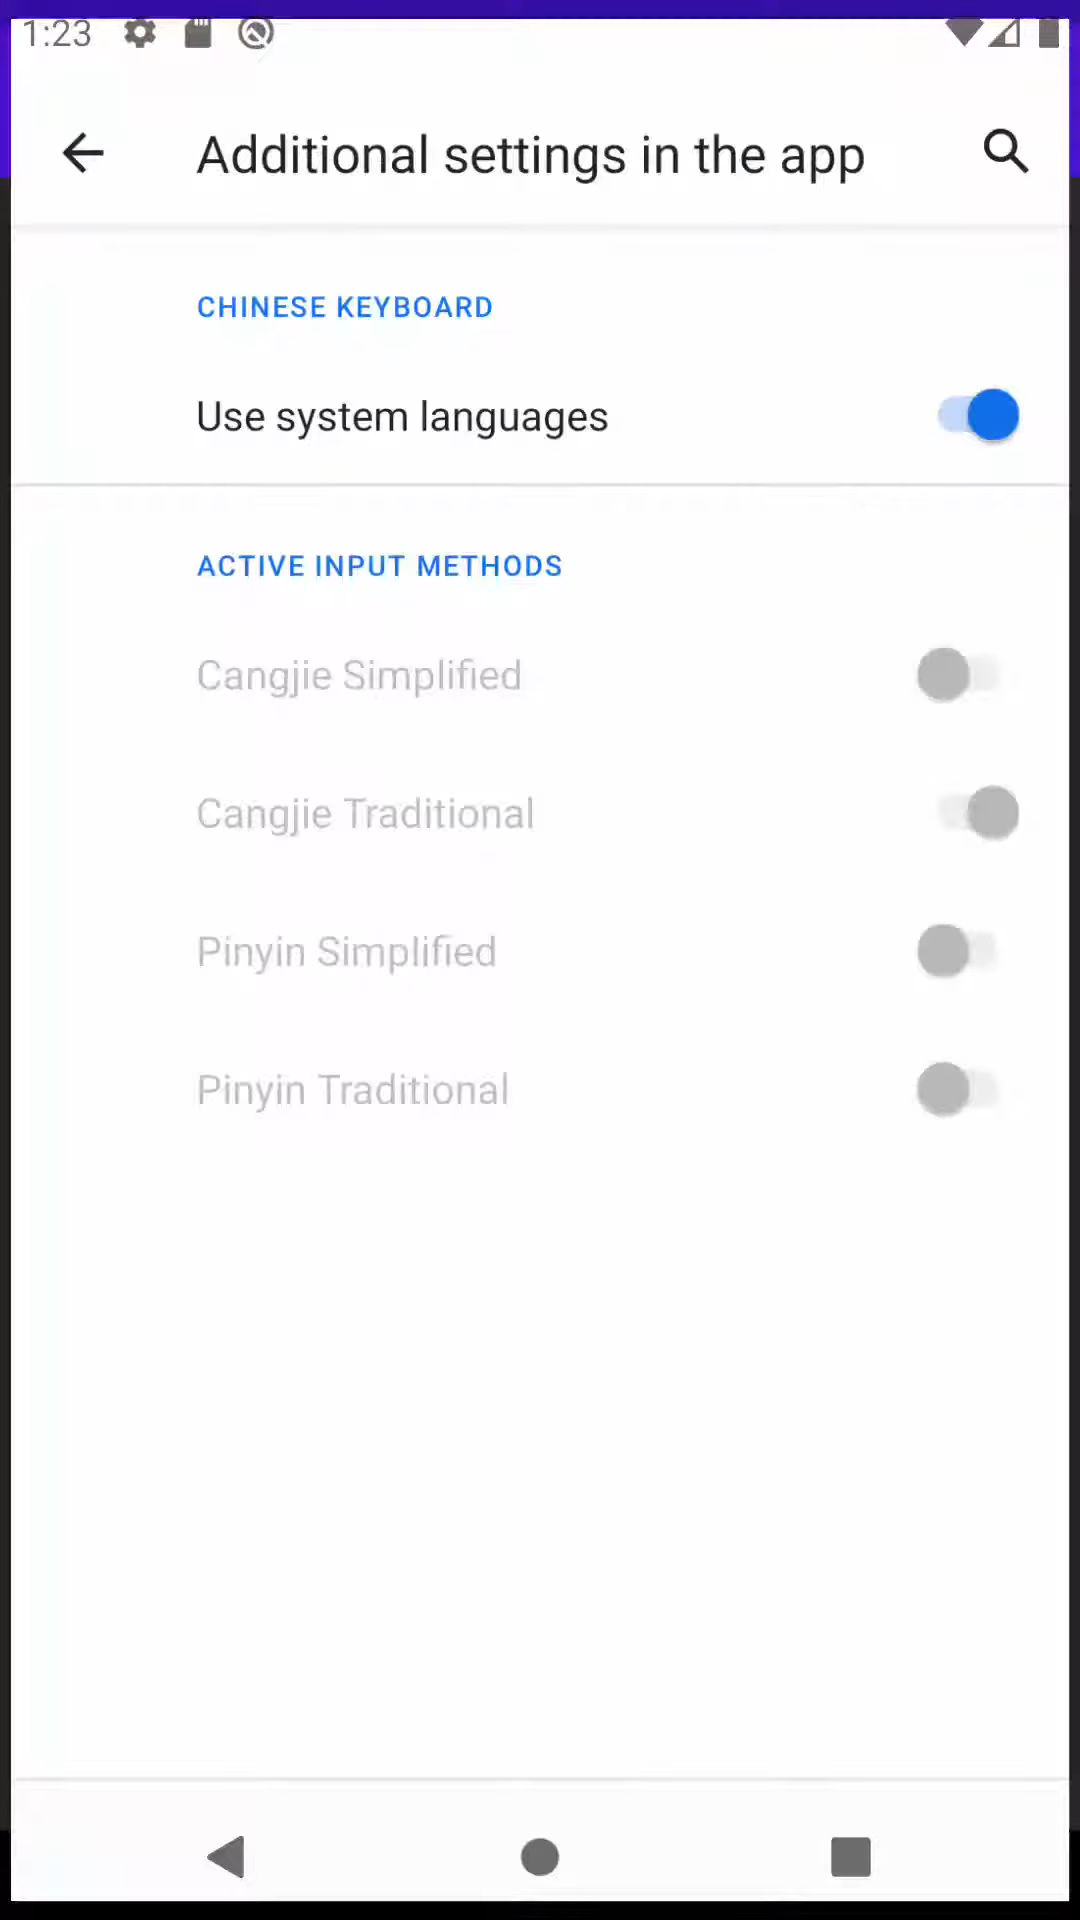 1:23
Additional settings in the app
CHINESE KEYBOARD
Use system languages
ACTIVE INPUT METHODS
Cangjie Simplified
Cangjie Traditional
Pinyin Simplified
Pinyin Traditional